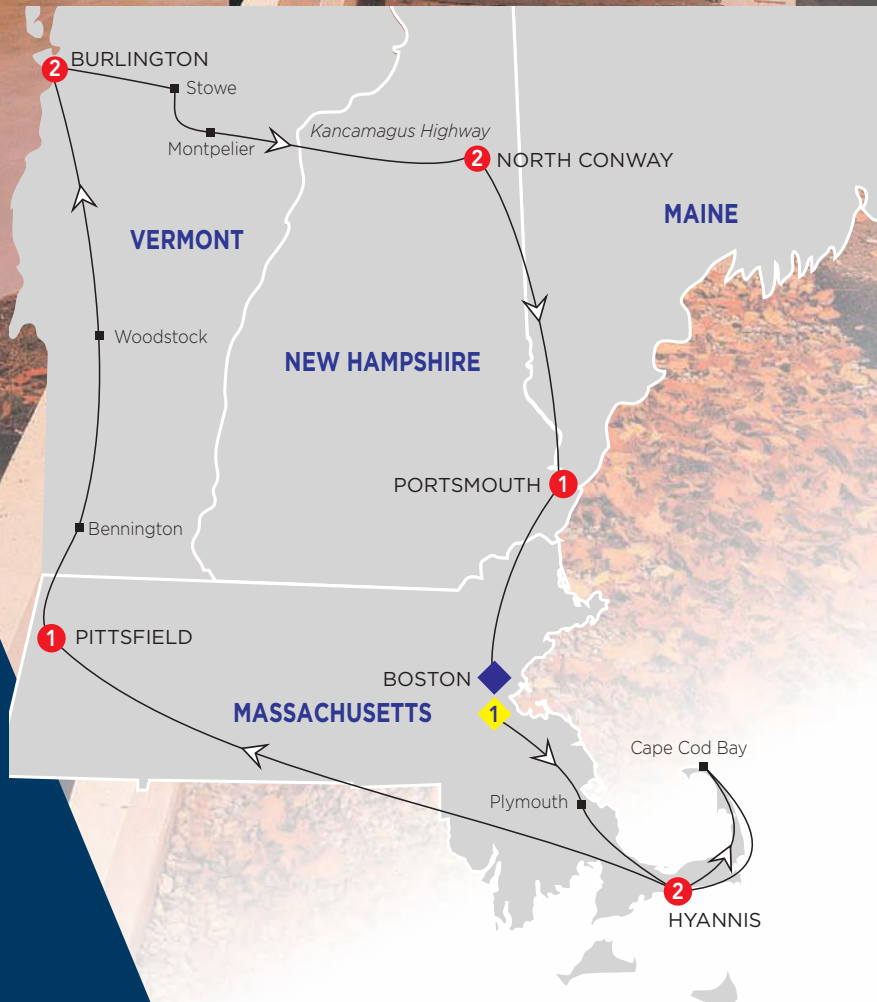 2 BURLINGTON
Stowe
Kancamagus Highway
Montpelier
2 NORTH CONWAY
MAINE
VERMONT
Woodstock
NEW HAMPSHIRE
PORTSMOUTH 1
Bennington
1 PITTSFIELD
BOSTON
MASSACHUSETTS
1
Cape Cod Bay
Plymouth
2
HYANNIS